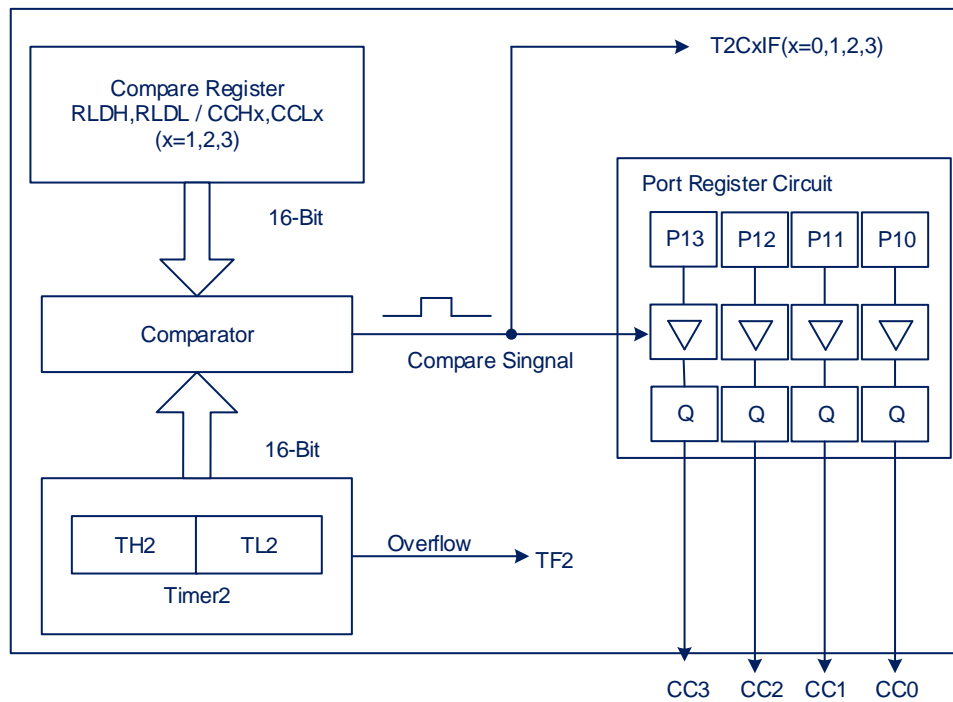 T2CxIF(x=0,1,2,3)
Compare Register
RLDH,RLDL / CCHx,CCLx
(x=1,2,3)
16-Bit
Port Register Circuit
P13 P12 P11 P10
Comparator
Compare Singnal
Q Q Q Q
16-Bit
TH2 TL2
Timer2
Overflow
TF2
CC3 CC2 CC1 CC0